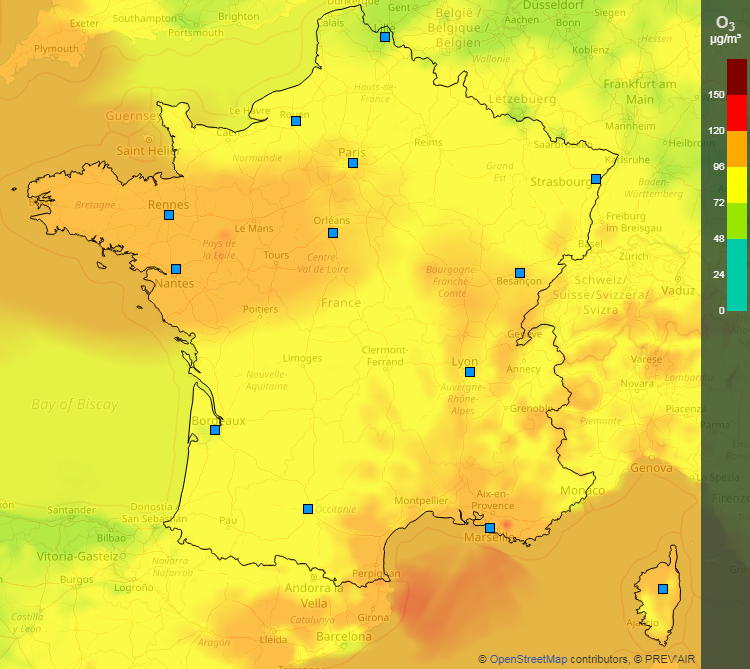 Dunkerque
Gent
Düsseldorf
Southampton
Brighton
Calais
België /
Belgique /
Belgien
Aachen
Bonn
Siegen
O₃
Exeter
Portsmouth
Lille
Koblenz
Hessen
µg/m³
Plymouth
Wallonie
Frankfurt am
Main
Hauts-de-
France
Letzebuerg
150
Guernsey
Le Havre
Rouen
Mannheim
120
Caen
Reims
Saarbrücken
Heilbronn
Saint Helier
Normandie
Paris
Grand
Est
Karlsruhe
96
Strasbourg
Baden-
Württemberg
72
Bretagne
Rennes
Orléans
Freiburg
im Breisgau
48
Le Mans
Pays de
la Loire
Tours
Centre-
Val de Loire
Basel
Zürich
24
Nantes
Bourgogne
Franche-
Comté
Besançon
Schweiz/
Suisse/Svizzera/
Svizra
Vaduz
0
Poitiers
France
Genève
Limoges
Clermont-
Ferrand
Lyon
Annecy
Varese
Nouvelle-
Aquitaine
Auvergne-
Rhône-
Alpes
Novara
Lombardia
Bay of Biscay
Grenoble
Piacenza
Bordeaux
Piemonte
Parma
Genova
La Spezia
Aix-en-
Provence
Monaco
Firenze
Santander
Donostia
San Sebastián
Pau
Occitanie
Montpellier
Marseille
Bilbao
Vitoria-Gasteiz
Navarra
- Nafarroa
Perpignan
Burgos
Logroño
Andorra la
Vella
Castilla
y León
Catalunya
Girona
Ajaccio
Aragón
Lleida
Barcelona
Tarragona
© OpenStreetMap contributors, © PREV'AIR